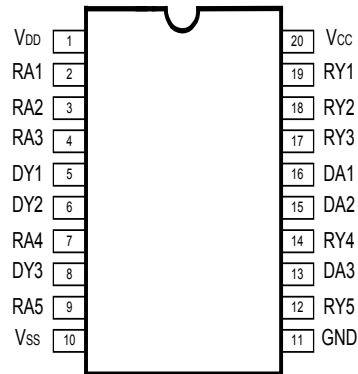 VDD 1 20 VCC
RA1 2 19 RY1
RA2 3 18 RY2
RA3 4 17 RY3
DY1 5 16 DA1
DY2 6 15 DA2
RA4 7 14 RY4
DY3 8 13 DA3
RA5 9 12 RY5
VSS 10 11 GND